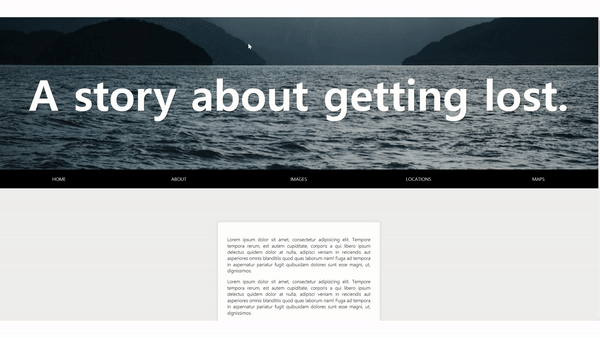 A story about getting lost.
HOME ABOUT IMAGES LOCATIONS MAPS
Lorem ipsum dolor sit amet, consectetur adipisicing elit. Rerum
tempora rerum, est autem cupiditate, corporis a qui libero ipsum
delectus quidem dolor at nulla, adipisci veniam in reiciendis aut
asperiores omnis blanditiis quod quas laborum nam! Fuga ad tempora
in aspernatur pariatur fugit quibusdam dolores sunt esse magni, ut,
dignissimos.
Lorem ipsum dolor sit amet, consectetur adipisicing elit. Rerum
tempora rerum, est autem cupiditate, corporis a qui libero ipsum
delectus quidem dolor at nulla, adipisci veniam in reiciendis aut
asperiores omnis blanditiis quod quas laborum nam! Fuga ad tempora
in aspernatur pariatur fugit quibusdam dolores sunt esse magni, ut,
dignissimos.